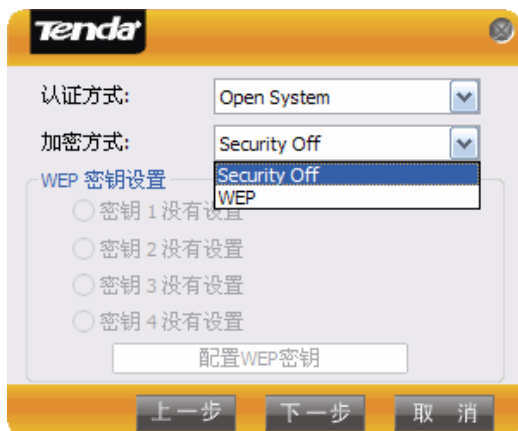 Tenda
认证方式: Open System
加密方式: Security Off
Security Off
WEP 密钥设置
WEP
密钥 1 没有设置
密钥 2 没有设置
密钥 3 没有设置
密钥 4 没有设置
配置WEP密钥
上一步 下一步 取 消